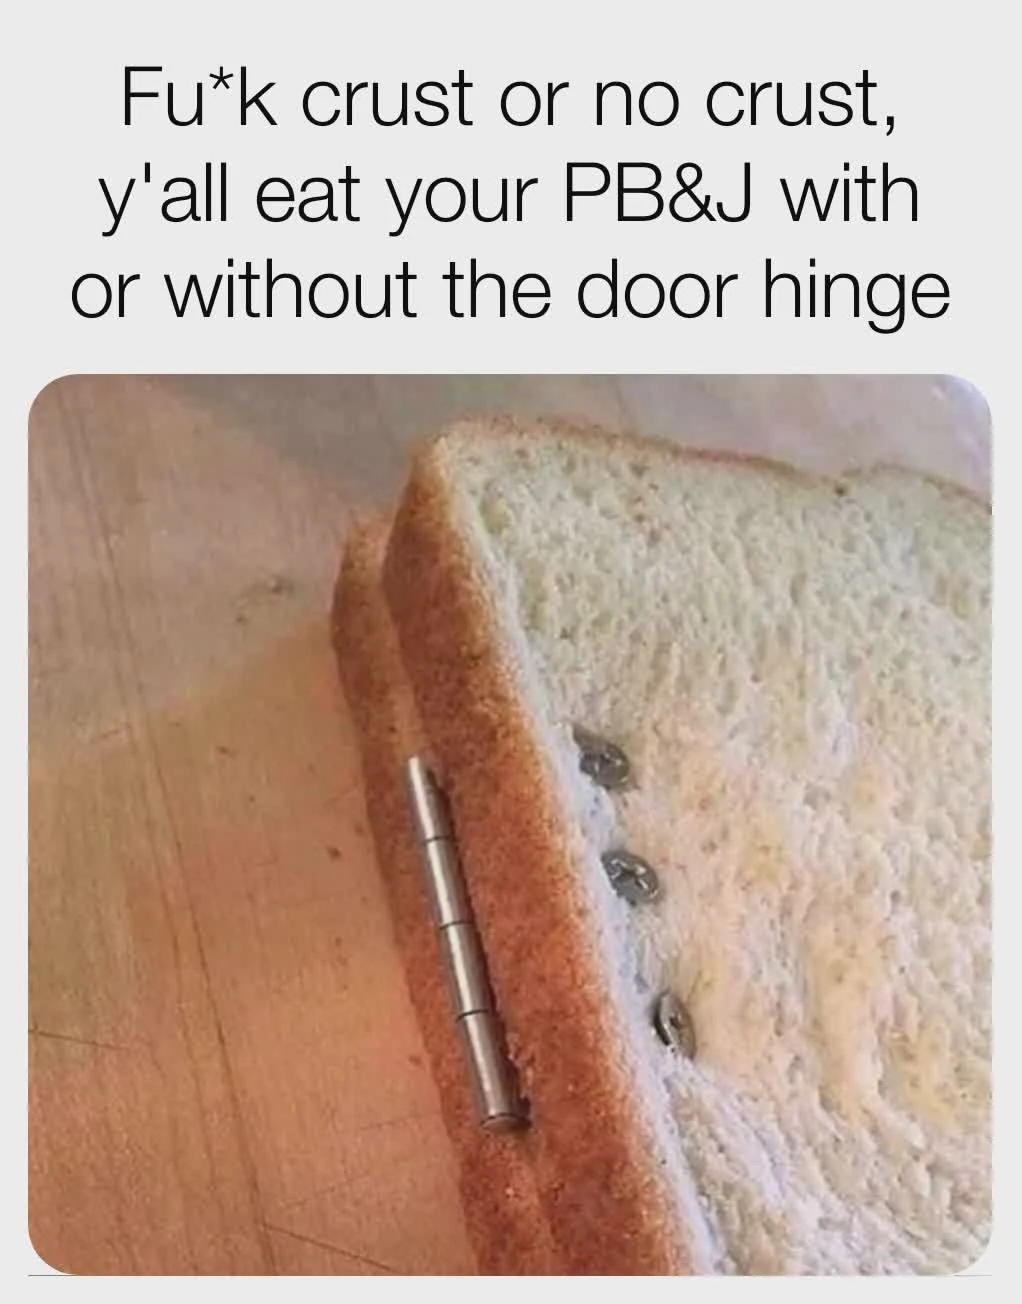 Fu*k crust or no crust,
y'all eat your PB&J with
or without the door hinge